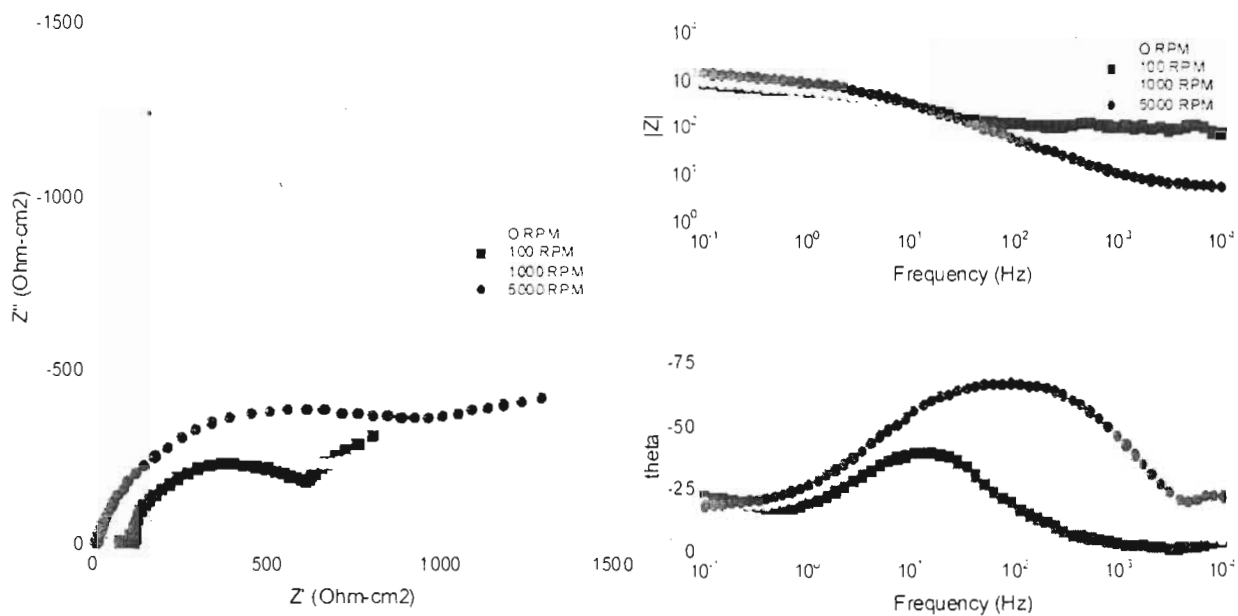 -1500
-1000
-500
0
Z'' (Ohm-cm2)
0 RPM
100 RPM
1000 RPM
5000 RPM
0
500
1000
1500
Z' (Ohm-cm2)
10²
10¹
10⁰
|Z|
0 RPM
100 RPM
1000 RPM
5000 RPM
10⁻¹
10⁰
10¹
10²
10³
Frequency (Hz)
-75
-50
-25
0
theta
10⁻¹
10⁰
10¹
10²
10³
Frequency (Hz)